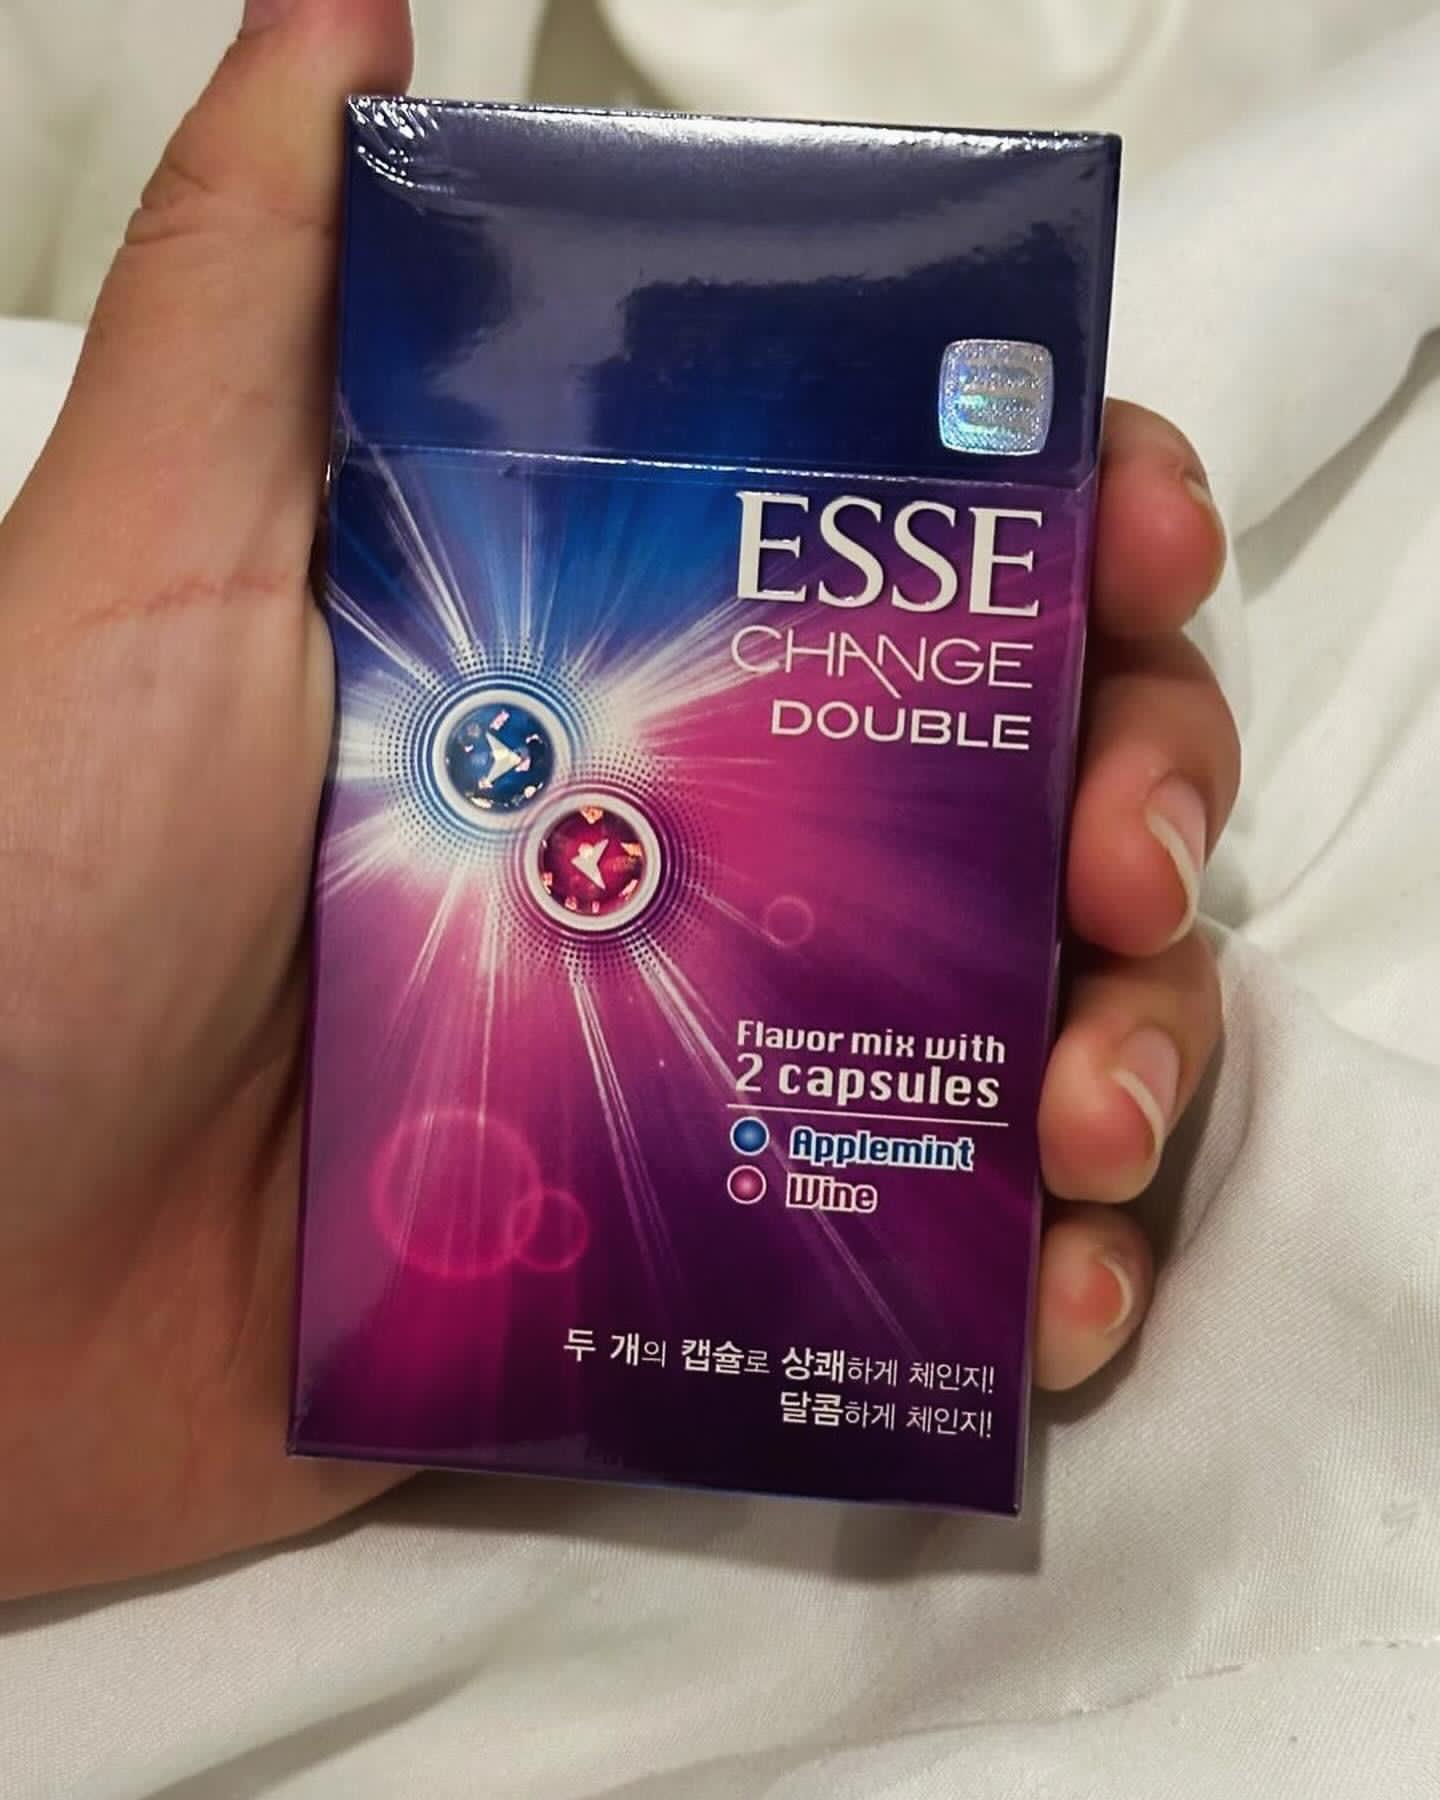 ESSE
CHANGE
DOUBLE
Flavor mix with
2 capsules
Applemint
Wine
두 개의 캡슐로 상쾌하게 체인지!
달콤하게 체인지!